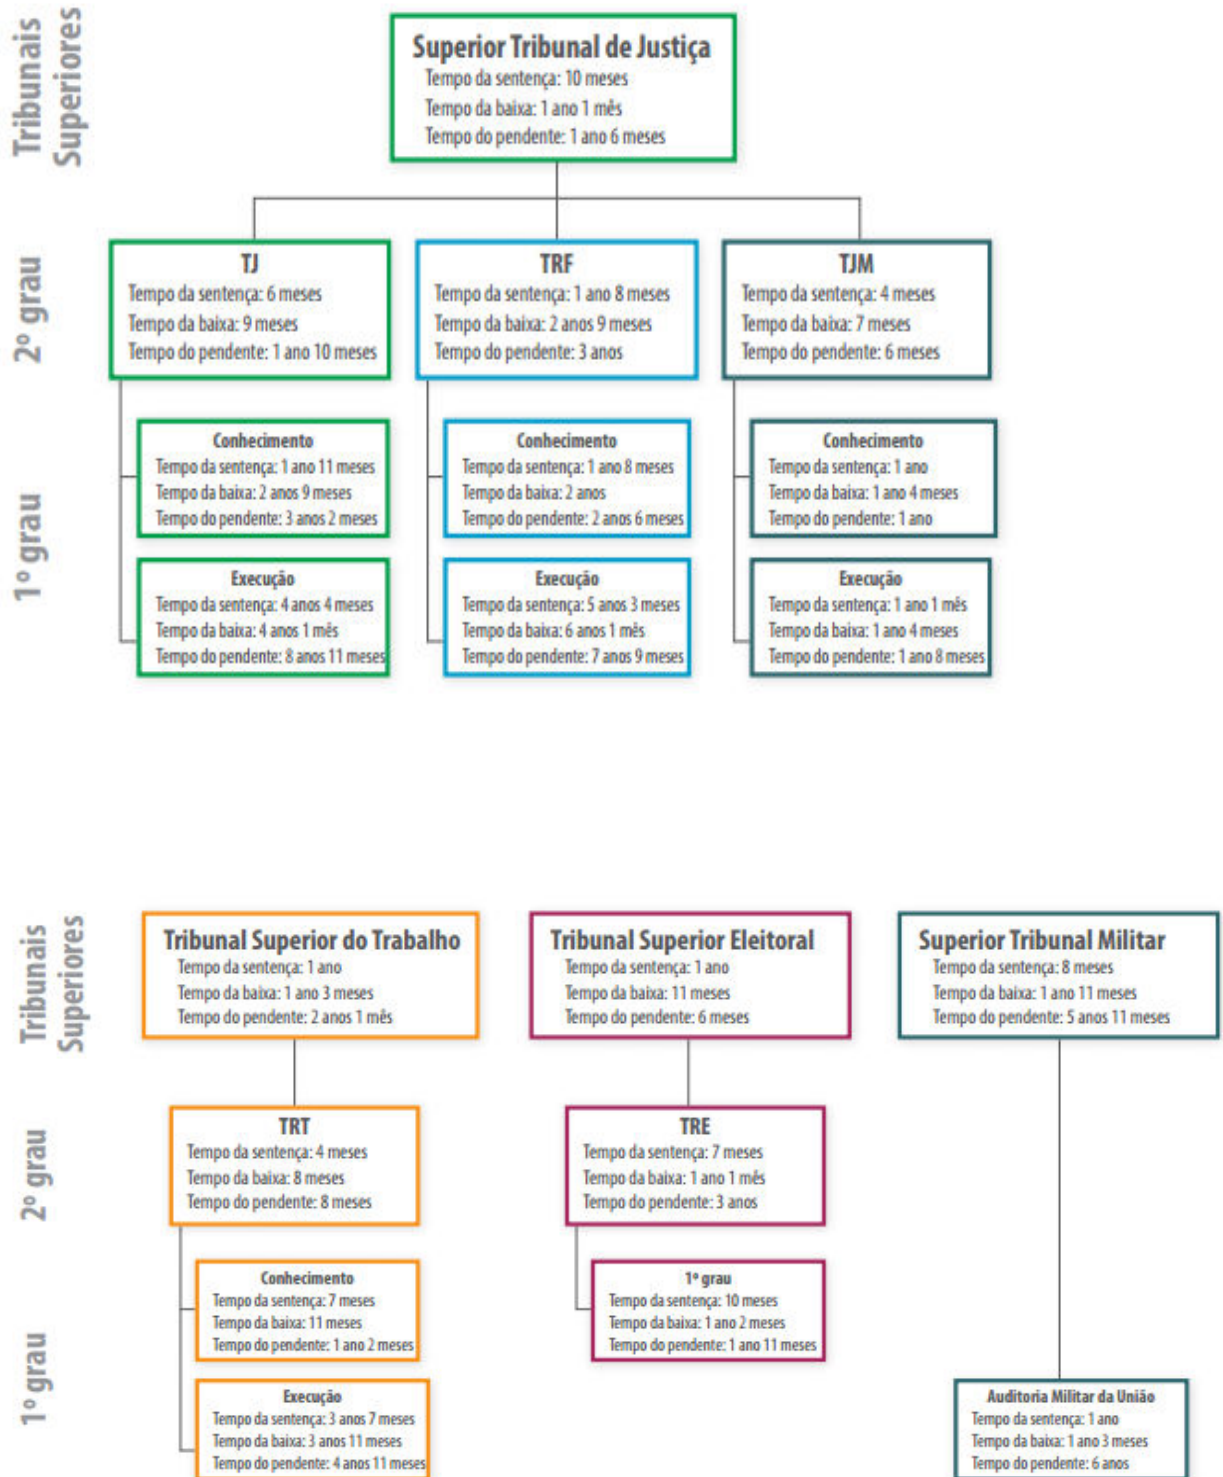 Tribunais
Superiores
Superior Tribunal de Justiça
Tempo da sentença: 10 meses
Tempo da baixa: 1 ano 1 mês
Tempo do pendente: 1 ano 6 meses
2º grau
TJ
Tempo da sentença: 6 meses
Tempo da baixa: 9 meses
Tempo do pendente: 1 ano 10 meses
TRF
Tempo da sentença: 1 ano 8 meses
Tempo da baixa: 2 anos 9 meses
Tempo do pendente: 3 anos
TJM
Tempo da sentença: 4 meses
Tempo da baixa: 7 meses
Tempo do pendente: 6 meses
1º grau
Conhecimento
Tempo da sentença: 1 ano 11 meses
Tempo da baixa: 2 anos 9 meses
Tempo do pendente: 3 anos 2 meses
Conhecimento
Tempo da sentença: 1 ano 8 meses
Tempo da baixa: 2 anos
Tempo do pendente: 2 anos 6 meses
Conhecimento
Tempo da sentença: 1 ano
Tempo da baixa: 1 ano 4 meses
Tempo do pendente: 1 ano
Execução
Tempo da sentença: 4 anos 4 meses
Tempo da baixa: 4 anos 1 mês
Tempo do pendente: 8 anos 11 meses
Execução
Tempo da sentença: 5 anos 3 meses
Tempo da baixa: 6 anos 1 mês
Tempo do pendente: 7 anos 9 meses
Execução
Tempo da sentença: 1 ano 1 mês
Tempo da baixa: 1 ano 4 meses
Tempo do pendente: 1 ano 8 meses
Tribunais
Superiores
Tribunal Superior do Trabalho
Tempo da sentença: 1 ano
Tempo da baixa: 1 ano 3 meses
Tempo do pendente: 2 anos 1 mês
Tribunal Superior Eleitoral
Tempo da sentença: 1 ano
Tempo da baixa: 11 meses
Tempo do pendente: 6 meses
Superior Tribunal Militar
Tempo da sentença: 8 meses
Tempo da baixa: 1 ano 11 meses
Tempo do pendente: 5 anos 11 meses
2º grau
TRT
Tempo da sentença: 4 meses
Tempo da baixa: 8 meses
Tempo do pendente: 8 meses
TRE
Tempo da sentença: 7 meses
Tempo da baixa: 1 ano 1 mês
Tempo do pendente: 3 anos
1º grau
Conhecimento
Tempo da sentença: 7 meses
Tempo da baixa: 11 meses
Tempo do pendente: 1 ano 2 meses
1º grau
Tempo da sentença: 10 meses
Tempo da baixa: 1 ano 2 meses
Tempo do pendente: 1 ano 11 meses
Execução
Tempo da sentença: 3 anos 7 meses
Tempo da baixa: 3 anos 11 meses
Tempo do pendente: 4 anos 11 meses
Auditoria Militar da União
Tempo da sentença: 1 ano
Tempo da baixa: 1 ano 3 meses
Tempo do pendente: 6 anos